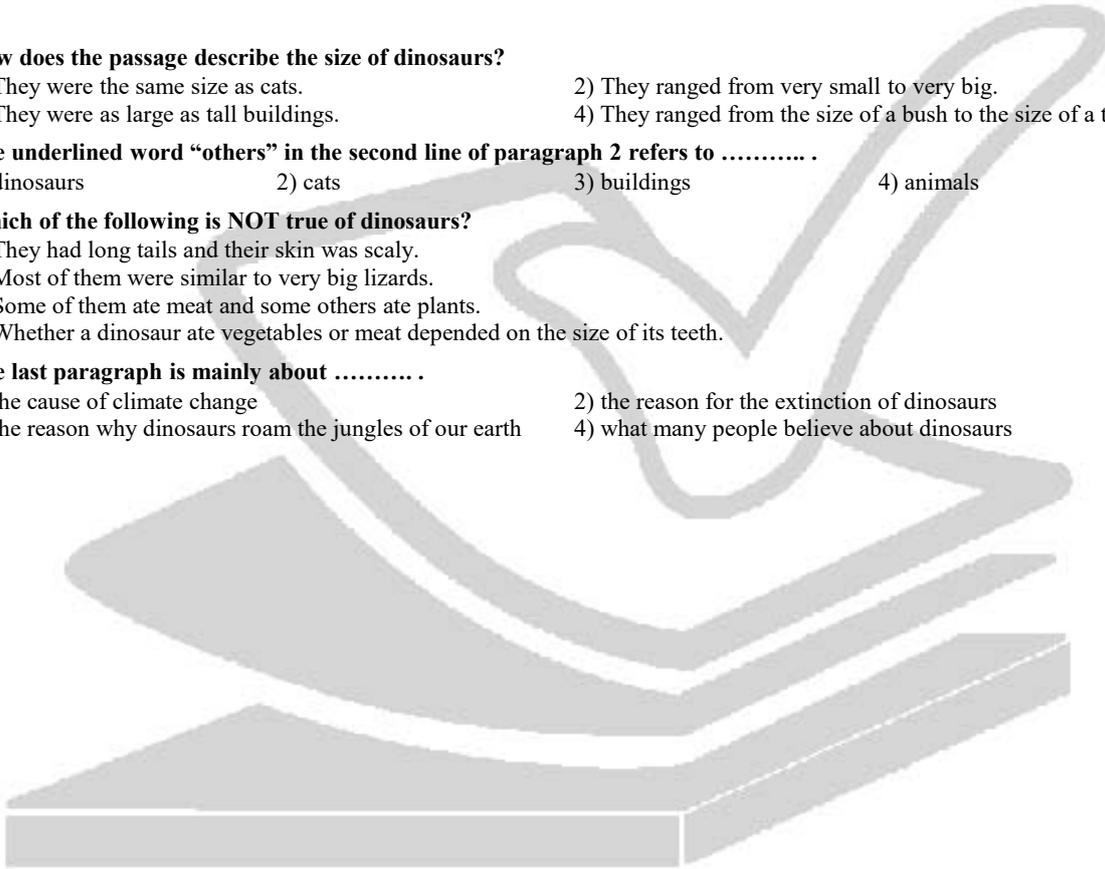 w does the passage describe the size of dinosaurs?
They were the same size as cats. 2) They ranged from very small to very big.
They were as large as tall buildings. 4) They ranged from the size of a bush to the size of a t
e underlined word “others” in the second line of paragraph 2 refers to ……….. .
dinosaurs 2) cats 3) buildings 4) animals
hich of the following is NOT true of dinosaurs?
They had long tails and their skin was scaly.
Most of them were similar to very big lizards.
Some of them ate meat and some others ate plants.
Whether a dinosaur ate vegetables or meat depended on the size of its teeth.
e last paragraph is mainly about ………. .
he cause of climate change 2) the reason for the extinction of dinosaurs
he reason why dinosaurs roam the jungles of our earth 4) what many people believe about dinosaurs